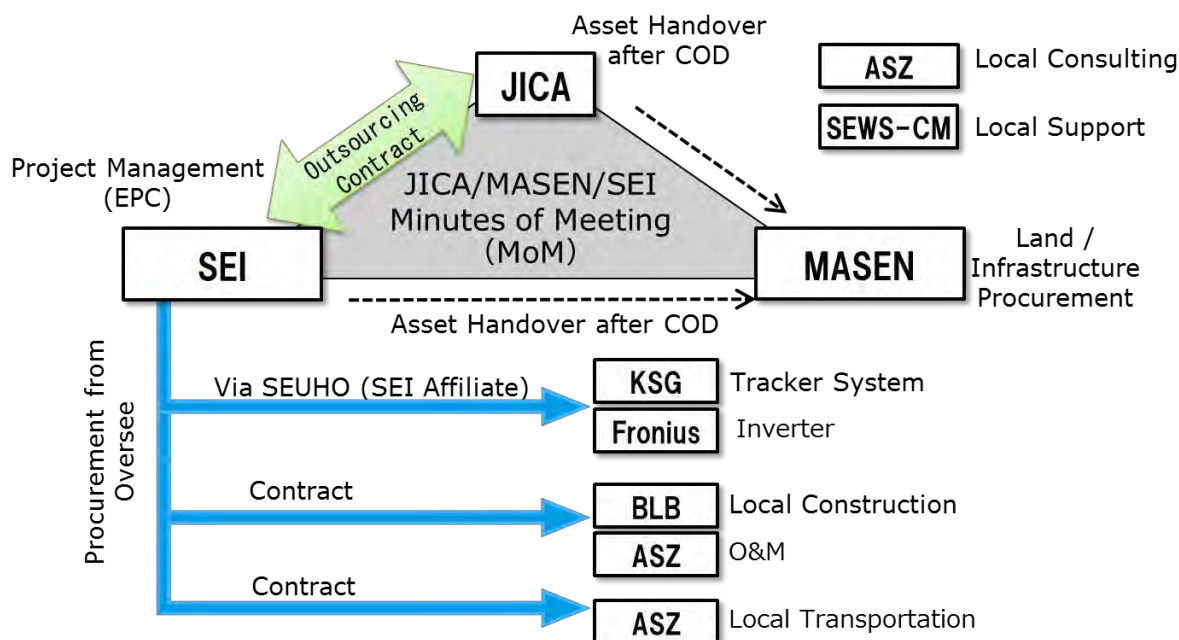 Asset Handover
after COD
JICA
ASZ
Local Consulting
SEWS-CM
Local Support
Outsourcing
Contract
Project Management
(EPC)
JICA/MASEN/SEI
Minutes of Meeting
(MoM)
SEI
MASEN
Land /
Infrastructure
Procurement
Asset Handover after COD
Procurement from
Oversee
Via SEUHO (SEI Affiliate)
KSG
Tracker System
Fronius
Inverter
Contract
BLB
Local Construction
ASZ
O&M
Contract
ASZ
Local Transportation